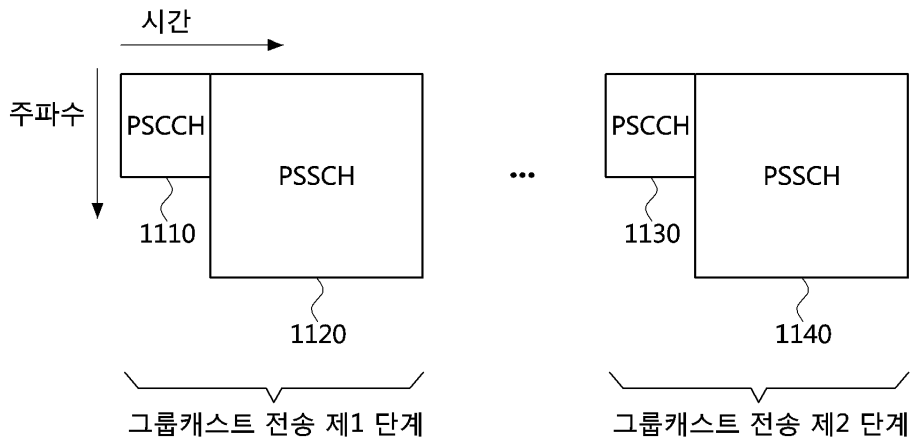 시간
주파수
PSCCH
PSSCH
...
PSCCH
PSSCH
1110
1130
1120
1140
그룹캐스트 전송 제1 단계
그룹캐스트 전송 제2 단계